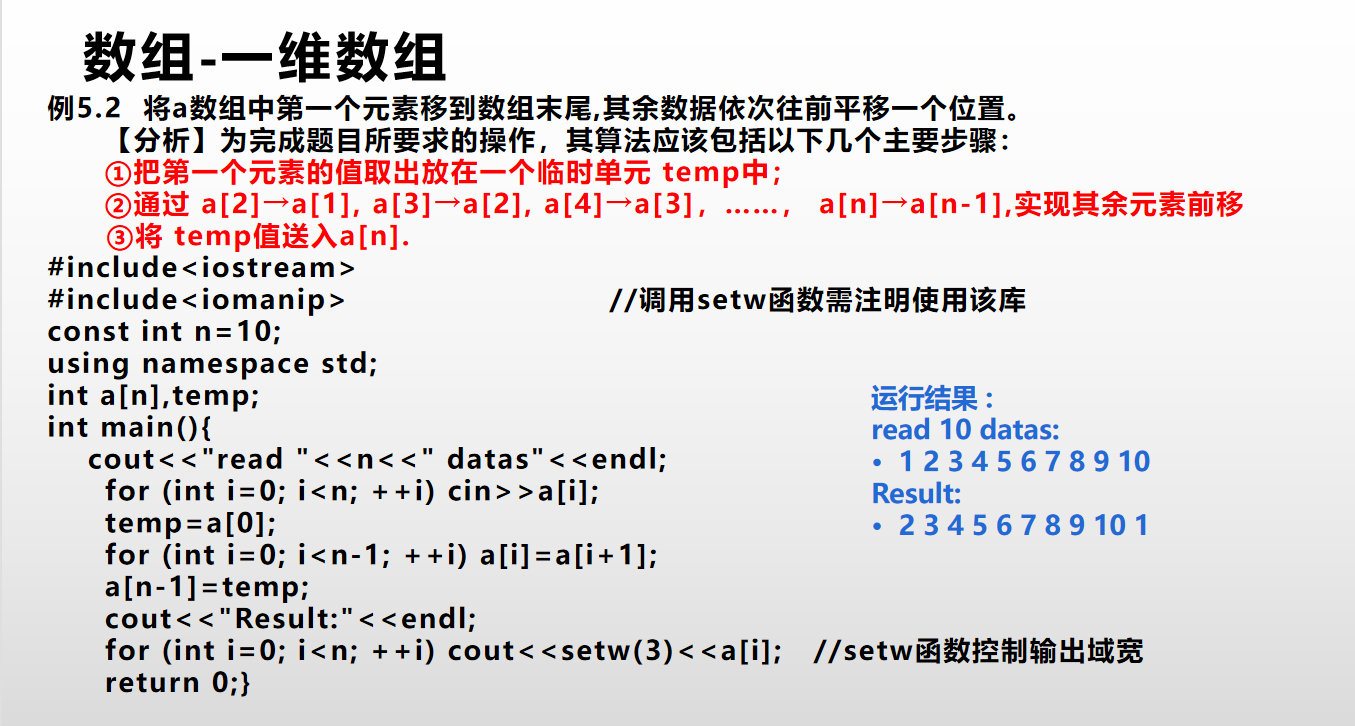 数组-一维数组
例5.2 将a数组中第一个元素移到数组末尾,其余数据依次往前平移一个位置。
【分析】为完成题目所要求的操作，其算法应该包括以下几个主要步骤：
①把第一个元素的值取出放在一个临时单元 temp中；
②通过 a[2]→a[1], a[3]→a[2], a[4]→a[3]，……， a[n]→a[n-1],实现其余元素前移
③将 temp值送入a[n].
#include<iostream>
#include<iomanip> //调用setw函数需注明使用该库
const int n=10;
using namespace std;
int a[n],temp;
int main(){
cout<<"read "<<n<<" datas"<<endl;
for (int i=0; i<n; ++i) cin>>a[i];
temp=a[0];
for (int i=0; i<n-1; ++i) a[i]=a[i+1];
a[n-1]=temp;
cout<<"Result:"<<endl;
for (int i=0; i<n; ++i) cout<<setw(3)<<a[i]; //setw函数控制输出域宽
return 0;}
运行结果：
read 10 datas:
• 1 2 3 4 5 6 7 8 9 10
Result:
• 2 3 4 5 6 7 8 9 10 1